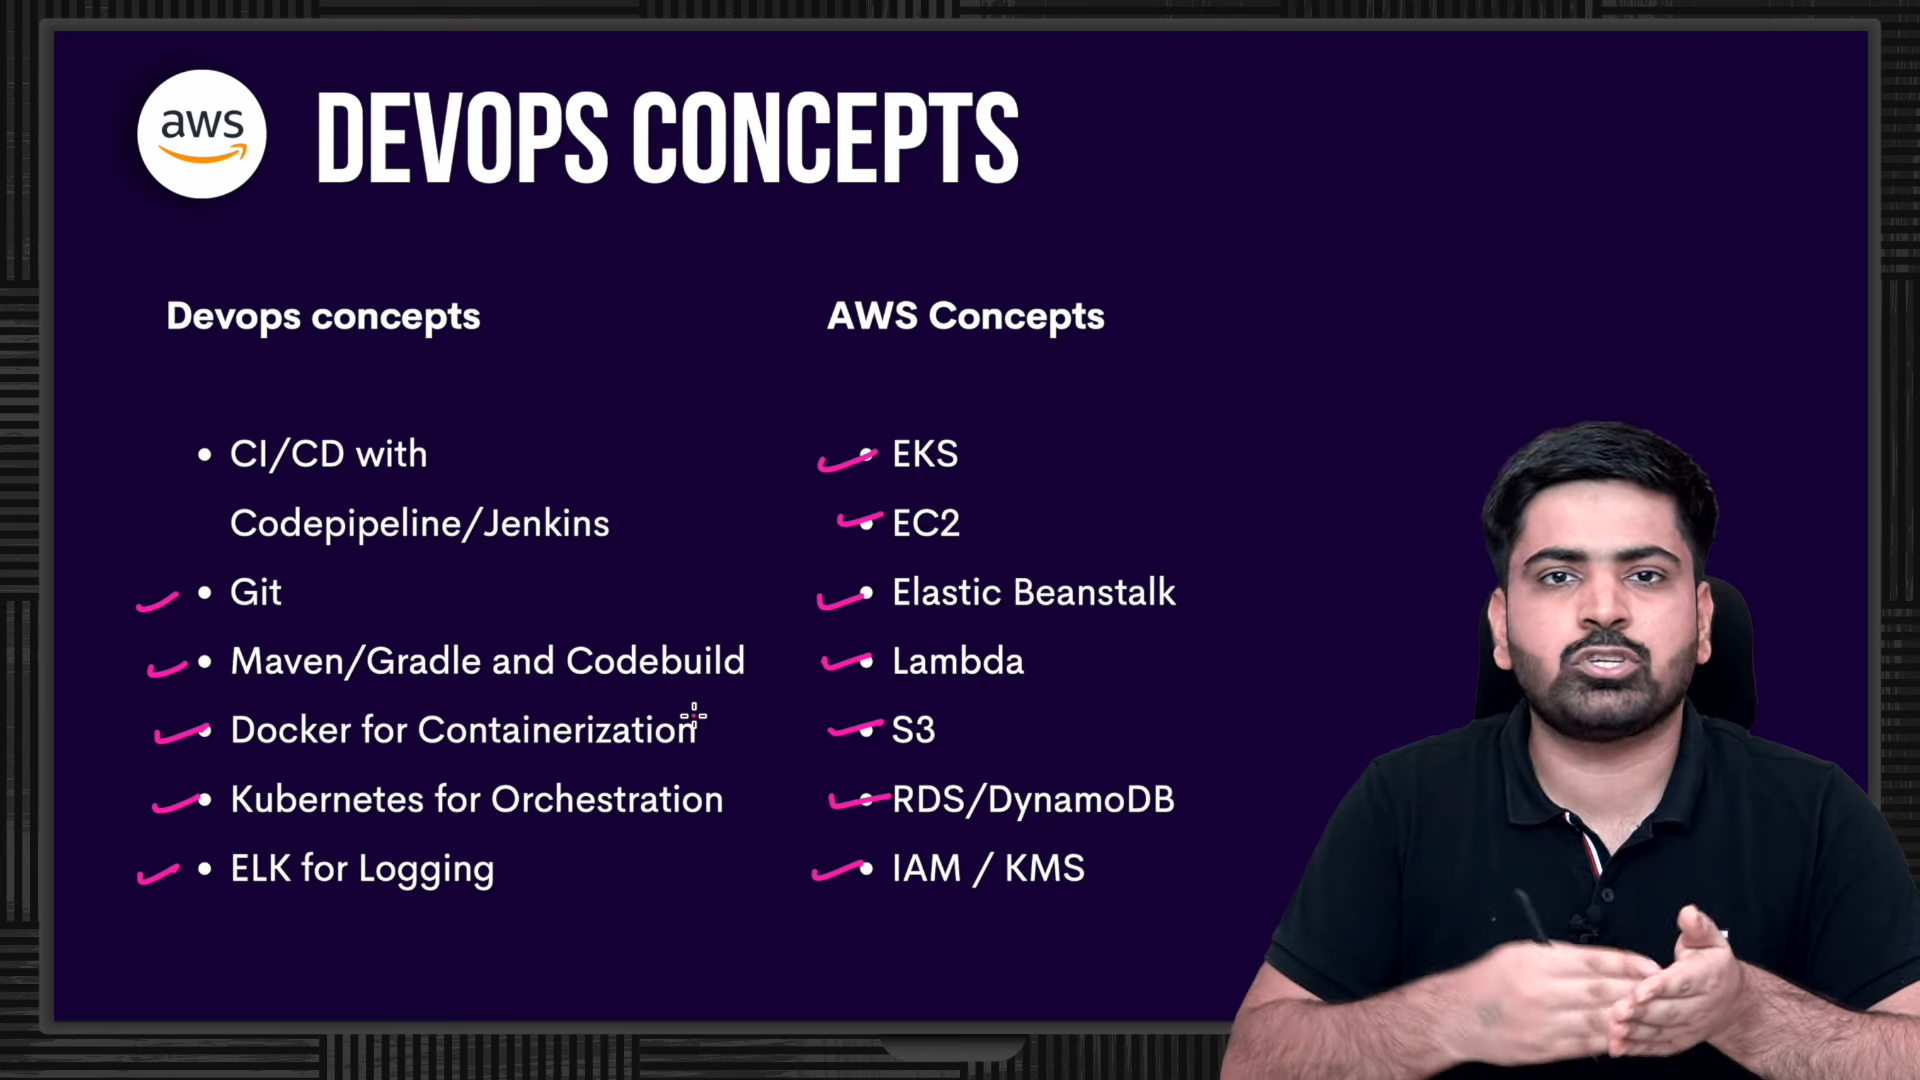 aws
DEVOPS CONCEPTS
Devops concepts
• CI/CD with
Codepipeline/Jenkins
• Git
• Maven/Gradle and Codebuild
• Docker for Containerization
• Kubernetes for Orchestration
• ELK for Logging
AWS Concepts
• EKS
• EC2
• Elastic Beanstalk
• Lambda
• S3
• RDS/DynamoDB
• IAM / KMS